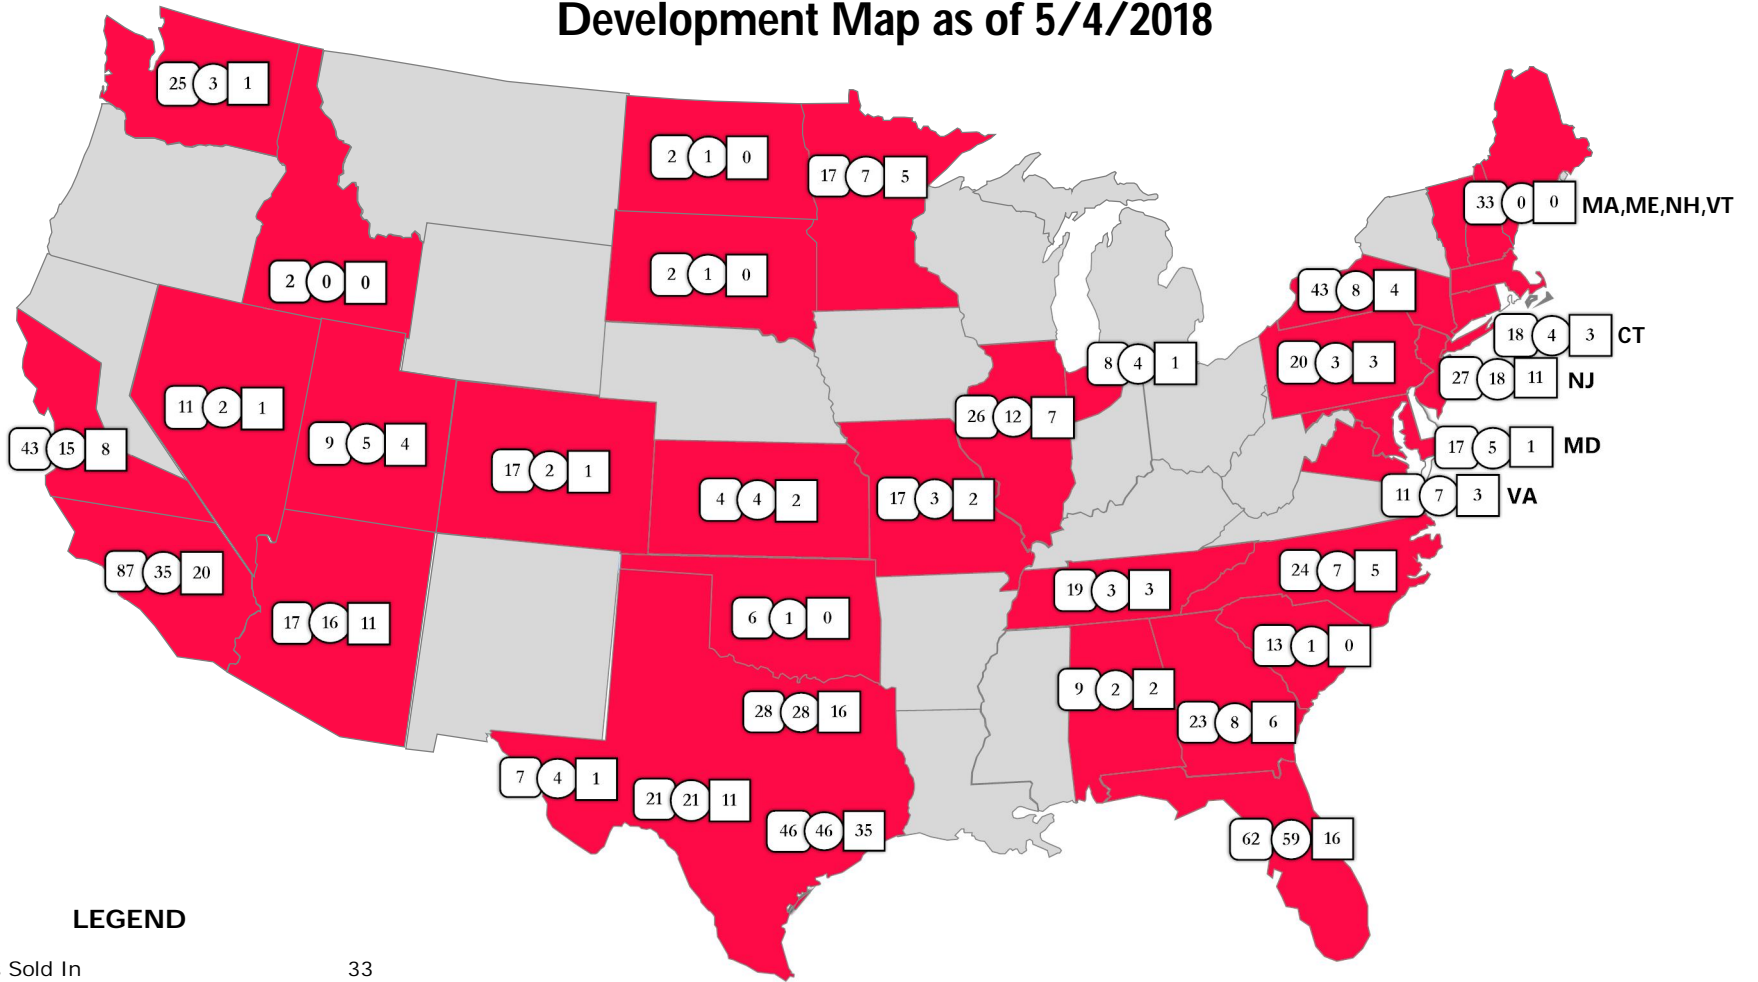 Development Map as of 5/4/2018
25 3 1
2 1 0
17 7 5
33 0 0 MA,ME,NH,VT
2 1 0
2 0 0
43 8 4
18 4 3 CT
8 4 1
20 3 3
27 18 11 NJ
11 2 1
26 12 7
9 5 4
43 15 8
17 5 1 MD
17 2 1
4 4 2
17 3 2
11 7 3 VA
87 35 20
24 7 5
19 3 3
17 16 11
6 1 0
13 1 0
9 2 2
28 28 16
23 8 6
7 4 1
21 21 11
46 46 35
62 59 16
LEGEND
Sold In 33